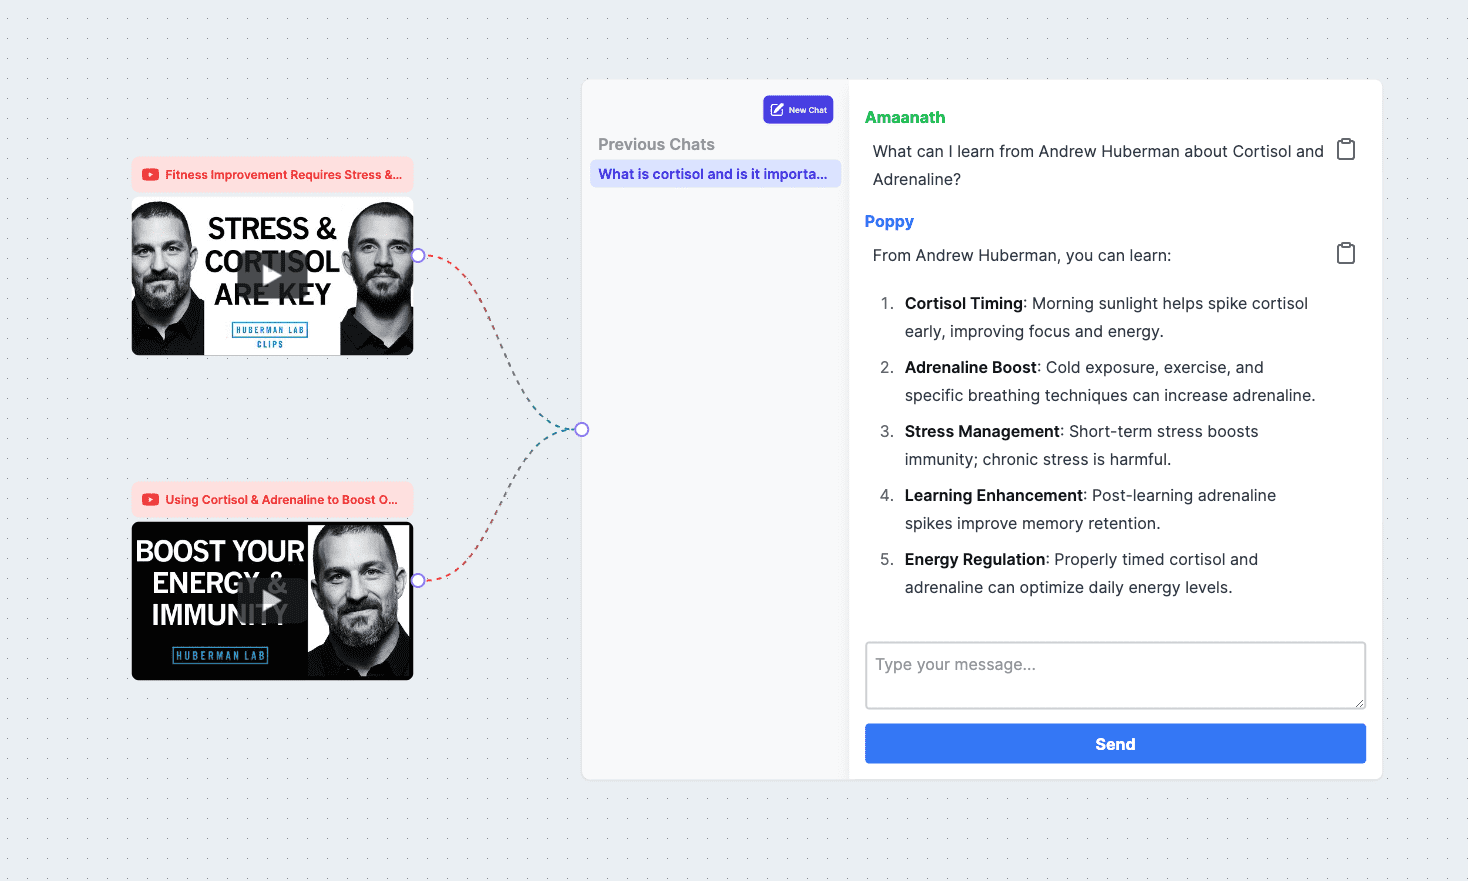 Fitness Improvement Requires Stress &...
STRESS &
CORTISOL
ARE KEY
HUBERMAN LAB
CLIPS
Using Cortisol & Adrenaline to Boost O...
BOOST YOUR
ENERGY &
IMMUNITY
HUBERMAN LAB
New Chat
Previous Chats
What is cortisol and is it importa...
Amaanath
What can I learn from Andrew Huberman about Cortisol and
Adrenaline?
Poppy
From Andrew Huberman, you can learn:
1. Cortisol Timing: Morning sunlight helps spike cortisol
early, improving focus and energy.
2. Adrenaline Boost: Cold exposure, exercise, and
specific breathing techniques can increase adrenaline.
3. Stress Management: Short-term stress boosts
immunity; chronic stress is harmful.
4. Learning Enhancement: Post-learning adrenaline
spikes improve memory retention.
5. Energy Regulation: Properly timed cortisol and
adrenaline can optimize daily energy levels.
Type your message...
Send